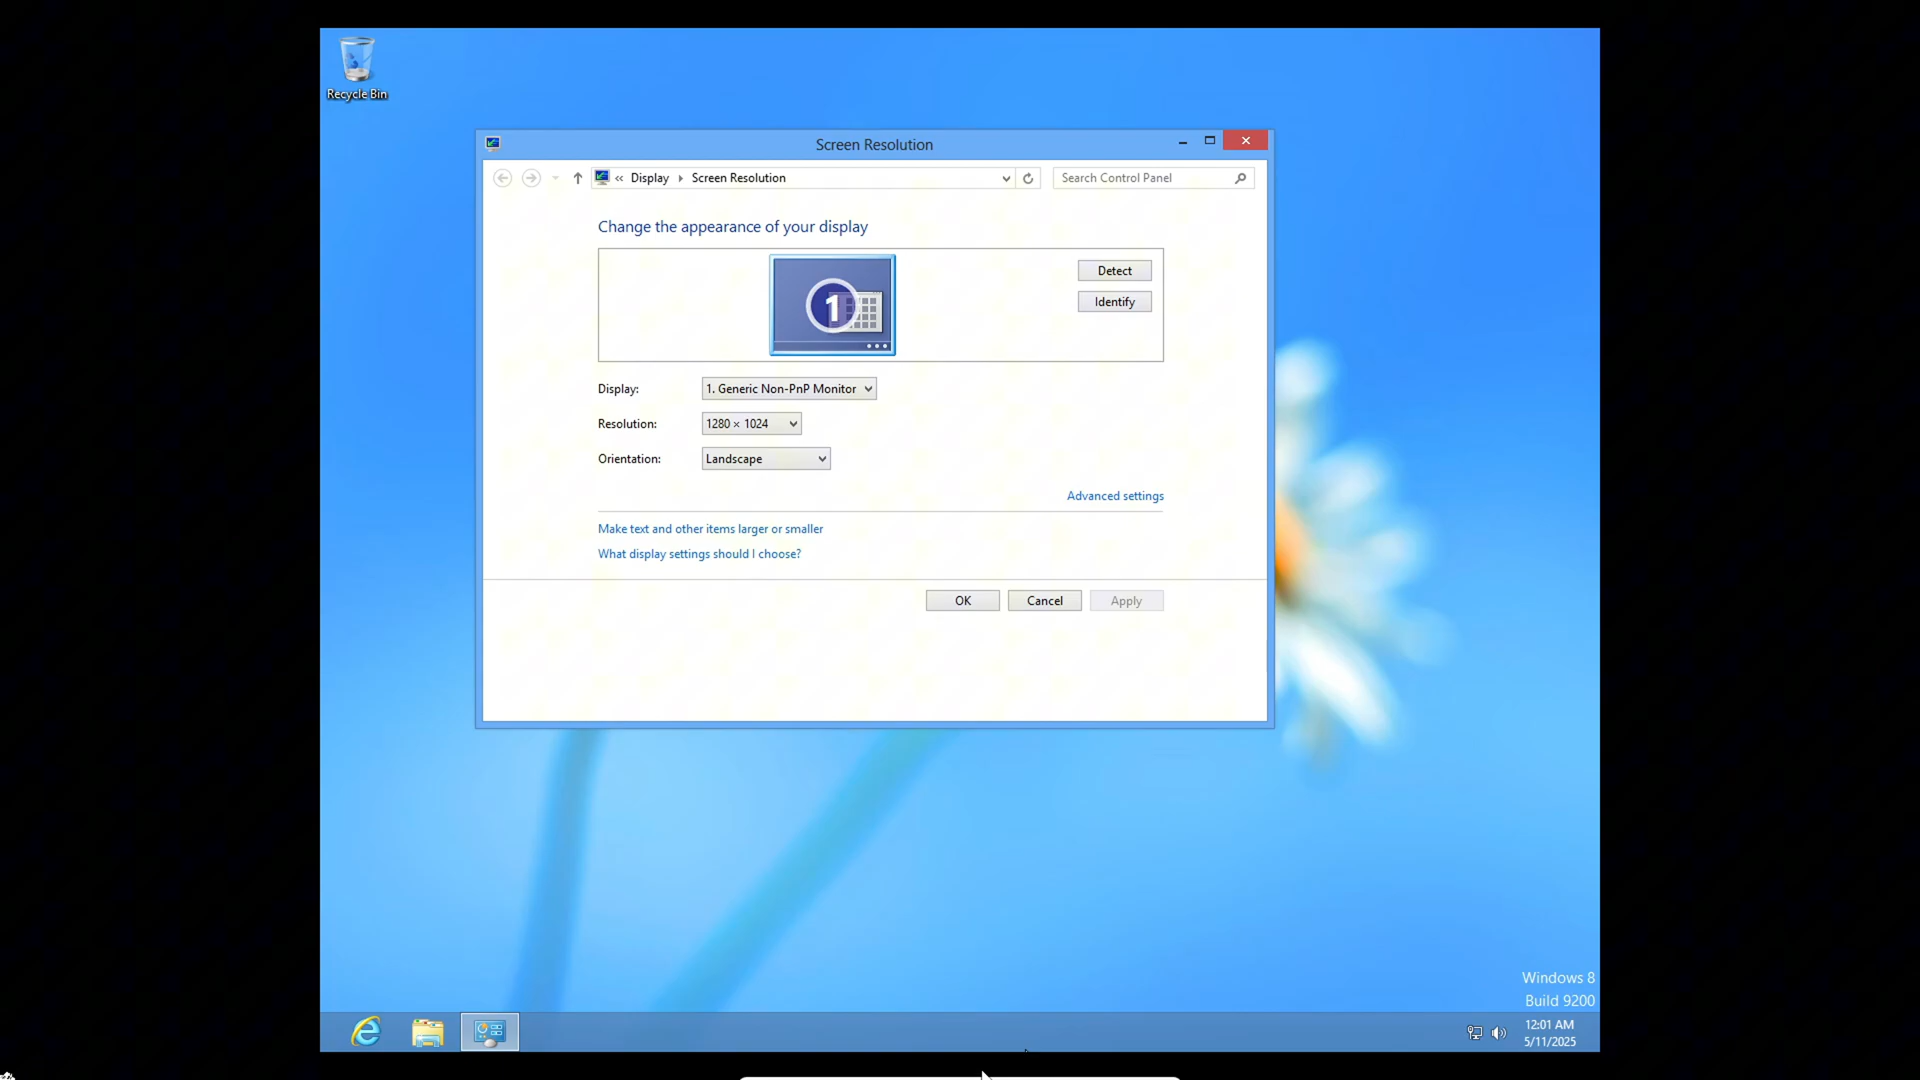 Recycle Bin
Screen Resolution
« Display Screen Resolution
Search Control Panel
Change the appearance of your display
1
Detect
Identify
Display:
1. Generic Non-PnP Monitor
Resolution:
1280 × 1024
Orientation:
Landscape
Advanced settings
Make text and other items larger or smaller
What display settings should I choose?
OK
Cancel
Apply
Windows 8
Build 9200
12:01 AM
5/11/2025